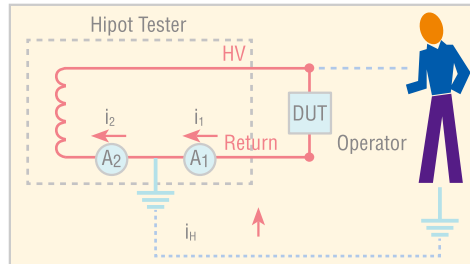 Hipot Tester
HV
i2
i1
DUT
A2
A1
Return
Operator
iH